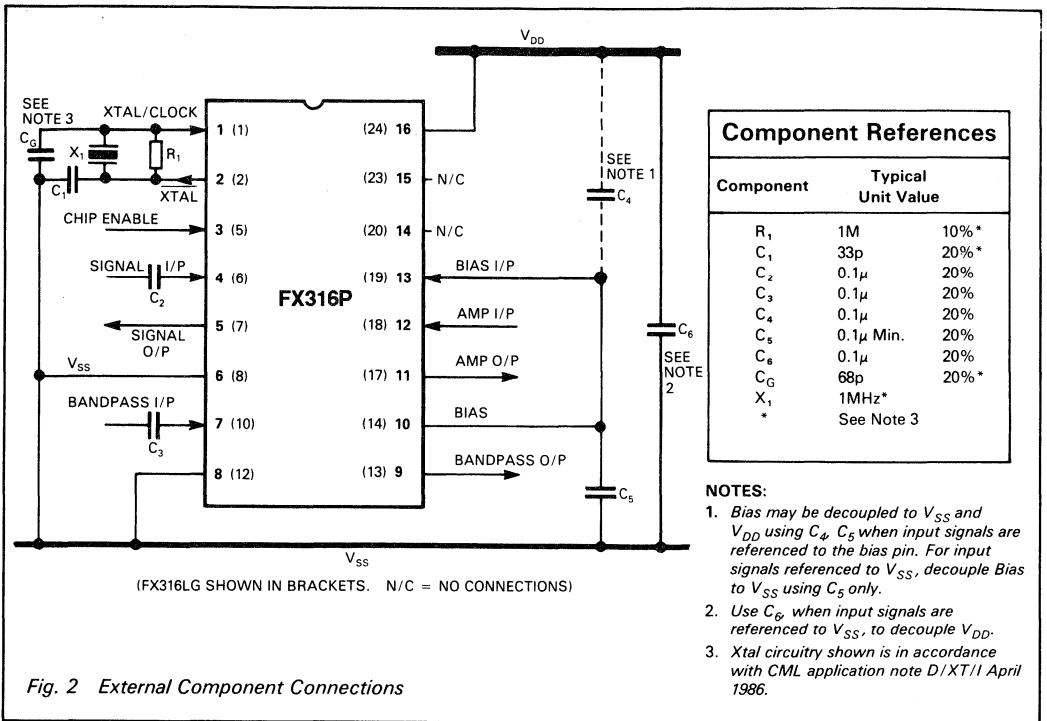 V_DD
SEE
NOTE 3
XTAL/CLOCK
C_G
X_1
R_1
C_1
XTAL
CHIP ENABLE
SIGNAL I/P
C_2
SIGNAL
O/P
V_SS
BANDPASS I/P
C_3
1 (1)
2 (2)
3 (5)
4 (6)
5 (7)
6 (8)
7 (10)
8 (12)
FX316P
(24) 16
(23) 15 N/C
(20) 14 N/C
(19) 13 BIAS I/P
(18) 12 AMP I/P
(17) 11 AMP O/P
(14) 10 BIAS
(13) 9 BANDPASS O/P
SEE
NOTE 1
C_4
C_6
SEE
NOTE
2
C_5
V_SS
(FX316LG SHOWN IN BRACKETS. N/C = NO CONNECTIONS)
Fig. 2 External Component Connections
Component References
Component Typical
Unit Value
R_1 1M 10%*
C_1 33p 20%*
C_2 0.1μ 20%
C_3 0.1μ 20%
C_4 0.1μ 20%
C_5 0.1μ Min. 20%
C_6 0.1μ 20%
C_G 68p 20%*
X_1 1MHz*
* See Note 3
NOTES:
1. Bias may be decoupled to V_SS and
V_DD using C_4, C_5 when input signals are
referenced to the bias pin. For input
signals referenced to V_SS, decouple Bias
to V_SS using C_5 only.
2. Use C_6, when input signals are
referenced to V_SS, to decouple V_DD.
3. Xtal circuitry shown is in accordance
with CML application note D/XT/I April
1986.